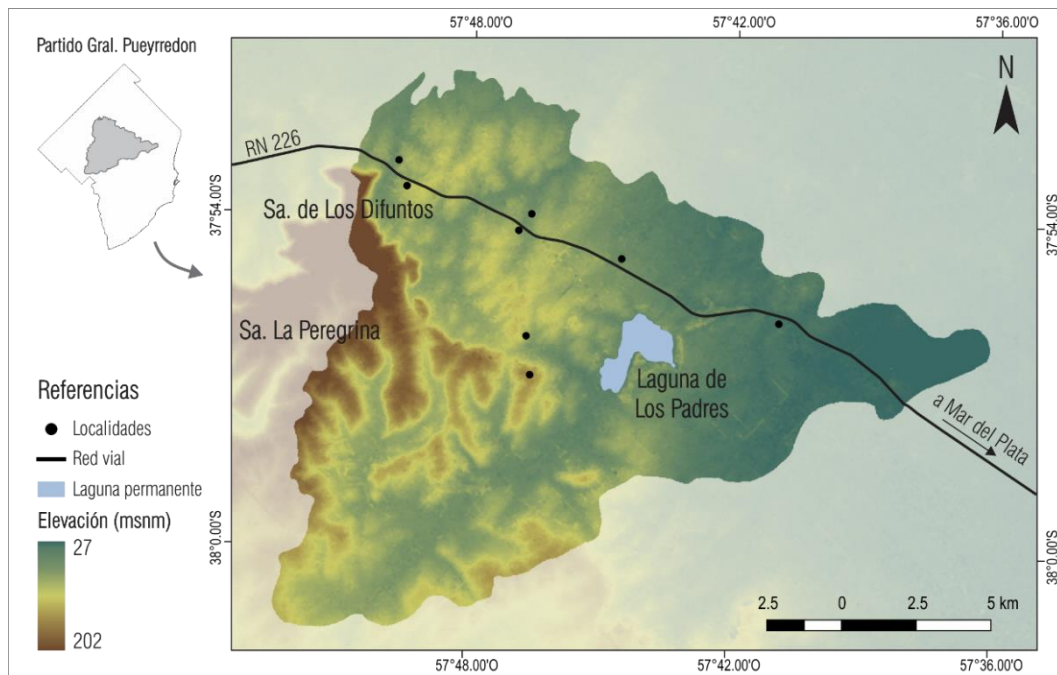 Partido Gral. Pueyrredon
57°48.00'O
57°42.00'O
57°36.00'O
N
RN 226
37°54.00'S
37°54.00'S
Sa. de Los Difuntos
Sa. La Peregrina
Laguna de
Los Padres
a Mar del Plata
Referencias
Localidades
Red vial
Laguna permanente
Elevación (msnm)
27
202
38°0.00'S
38°0.00'S
2.5
0
2.5
5 km
57°48.00'O
57°42.00'O
57°36.00'O